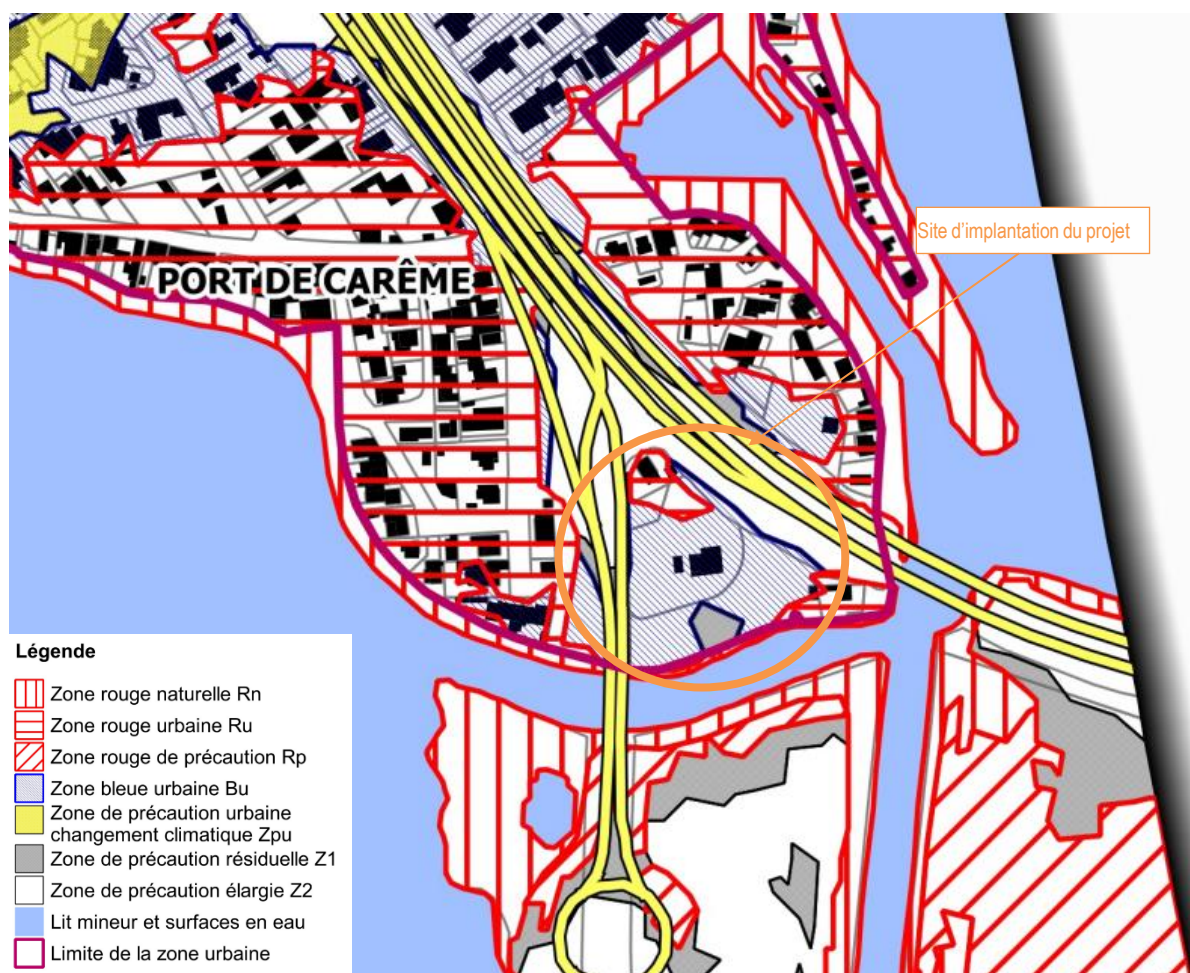 Site d'implantation du projet
PORT DE CARÊME
Légende
Zone rouge naturelle Rn
Zone rouge urbaine Ru
Zone rouge de précaution Rp
Zone bleue urbaine Bu
Zone de précaution urbaine
changement climatique Zpu
Zone de précaution résiduelle Z1
Zone de précaution élargie Z2
Lit mineur et surfaces en eau
Limite de la zone urbaine